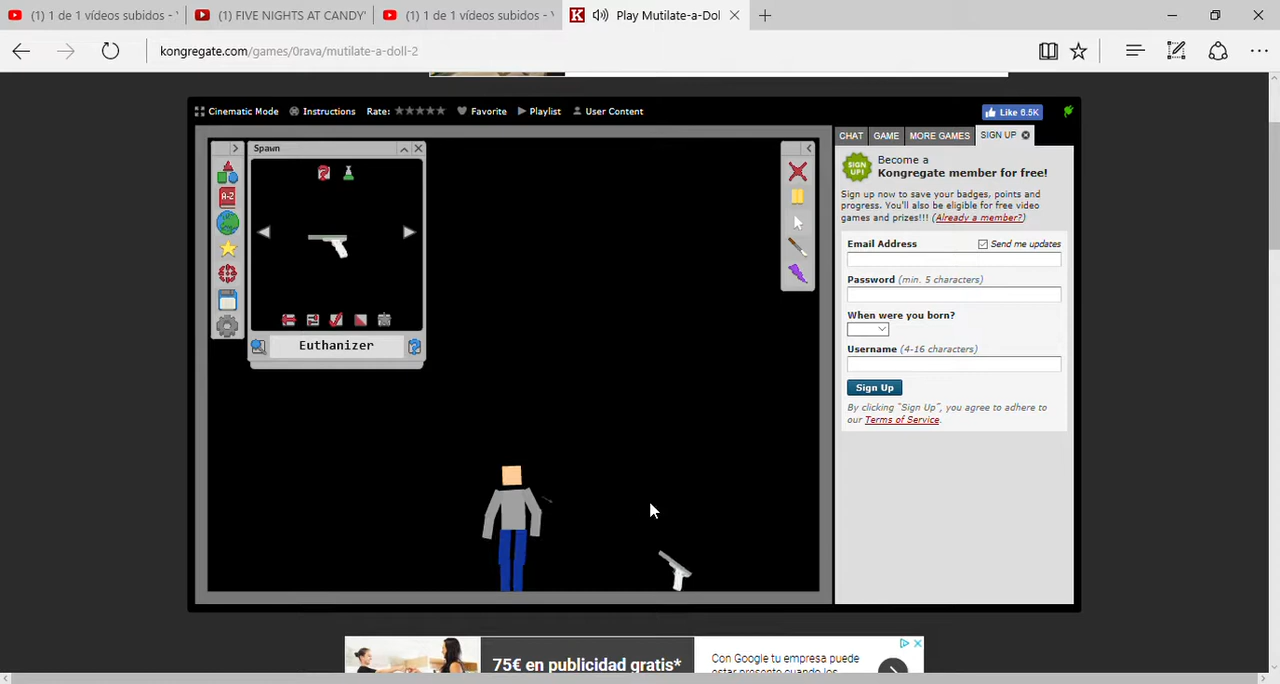 (1) 1 de 1 vídeos subidos -
(1) FIVE NIGHTS AT CANDY'
(1) 1 de 1 vídeos subidos -
Play Mutilate-a-Dol
kongregate.com/games/0rava/mutilate-a-doll-2
Cinematic Mode Instructions Rate: Favorite Playlist User Content
Like 6.5K
CHAT GAME MORE GAMES SIGN UP
Spawn
A-Z
Euthanizer
SIGN UP!
Become a
Kongregate member for free!
Sign up now to save your badges, points and
progress. You'll also be eligible for free video
games and prizes!!! (Already a member?)
Email Address Send me updates
Password (min. 5 characters)
When were you born?
Username (4-16 characters)
Sign Up
By clicking "Sign Up", you agree to adhere to
our Terms of Service.
75€ en publicidad gratis*
Con Google tu empresa puede